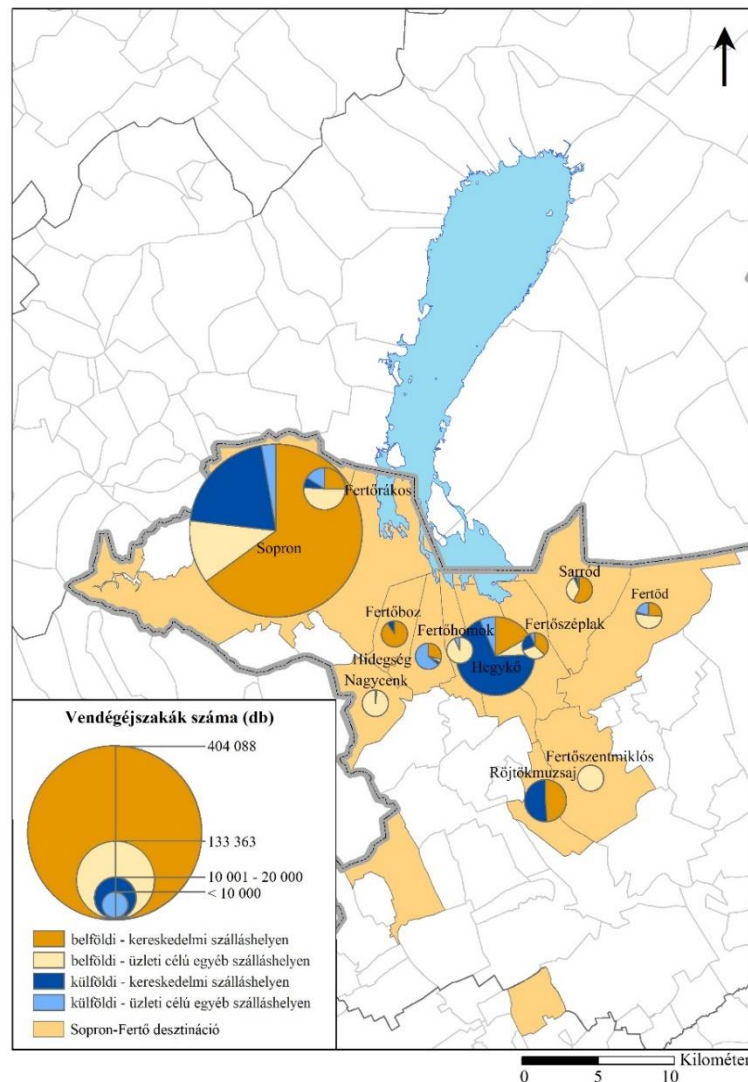 Fertőrákos
Sopron
Sarród
Fertőd
Fertőboz
Fertőhomok
Fertőszéplak
Hidegség
Hegykő
Nagycenk
Fertőszentmiklós
Röjtökmuzsaj
Vendégéjszakák száma (db)
404 088
133 363
10 001 - 20 000
< 10 000
belföldi - kereskedelmi szálláshelyen
belföldi - üzleti célú egyéb szálláshelyen
külföldi - kereskedelmi szálláshelyen
külföldi - üzleti célú egyéb szálláshelyen
Sopron-Fertő desztináció
Kilométer
0 5 10